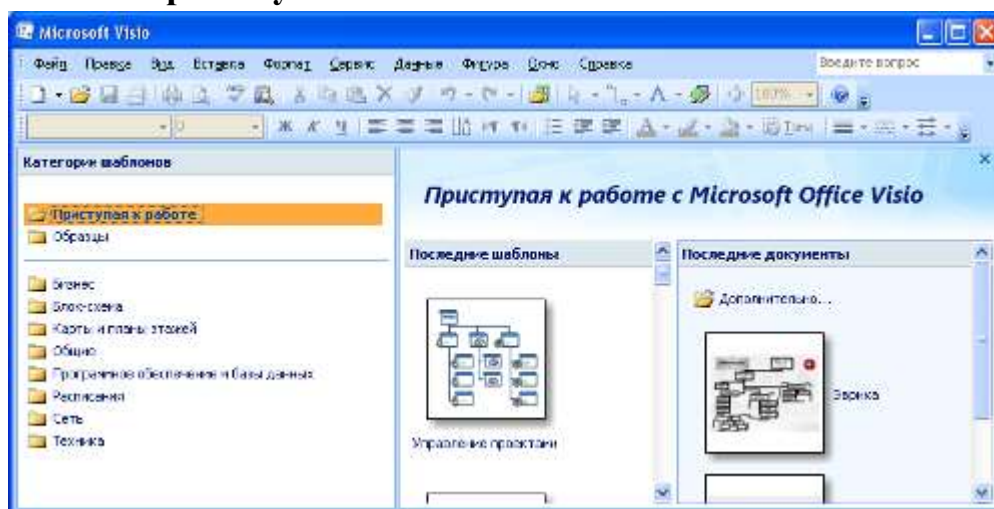 Microsoft Visio
Файл Правка Вид Вставка Формат Сервис Данные Фигура Окно Справка
Введите вопрос
100%
Ж К Ч
Категории шаблонов
Приступая к работе
Образцы
Бизнес
Блок-схема
Карты и планы этажей
Общие
Программное обеспечение и базы данных
Расписания
Сеть
Техника
Приступая к работе с Microsoft Office Visio
Последние шаблоны
Управление проектами
Последние документы
Дополнительно...
Эврика